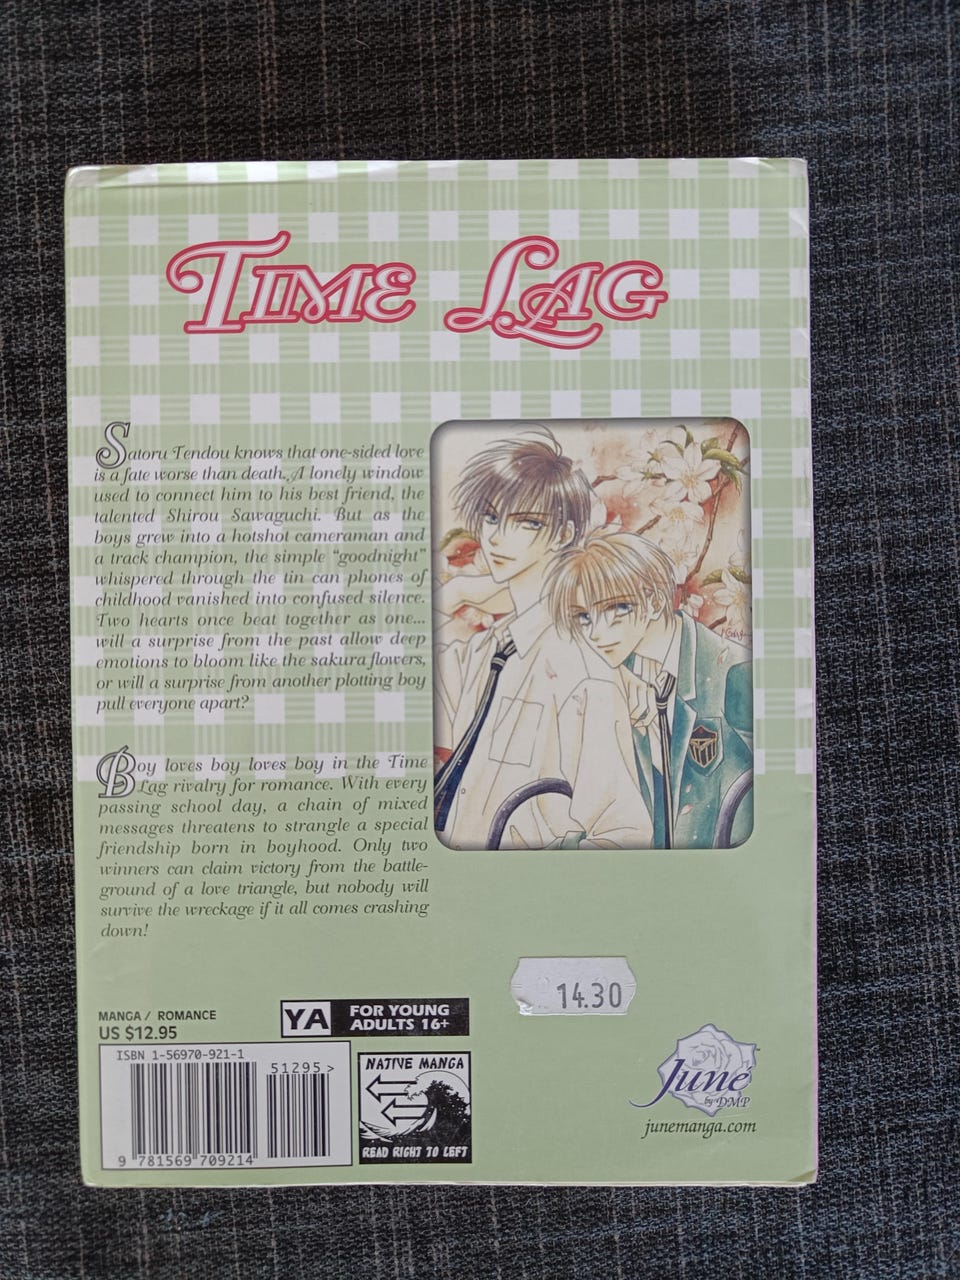 TIME LAG
Satoru Tendou knows that one-sided love
is a fate worse than death. A lonely window
used to connect him to his best friend, the
talented Shirou Sawaguchi. But as the
boys grew into a hotshot cameraman and
a track champion, the simple "goodnight"
whispered through the tin can phones of
childhood vanished into confused silence.
Two hearts once beat together as one...
will a surprise from the past allow deep
emotions to bloom like the sakura flowers,
or will a surprise from another plotting boy
pull everyone apart?
Boy loves boy loves boy in the Time
Lag rivalry for romance. With every
passing school day, a chain of mixed
messages threatens to strangle a special
friendship born in boyhood. Only two
winners can claim victory from the battle-
ground of a love triangle, but nobody will
survive the wreckage if it all comes crashing
down!
14.30
MANGA / ROMANCE
US $12.95
YA FOR YOUNG
ADULTS 16+
ISBN 1-56970-921-1
51295 >
9 781569 709214
NATIVE MANGA
READ RIGHT TO LEFT
June™
by DMP
junemanga.com